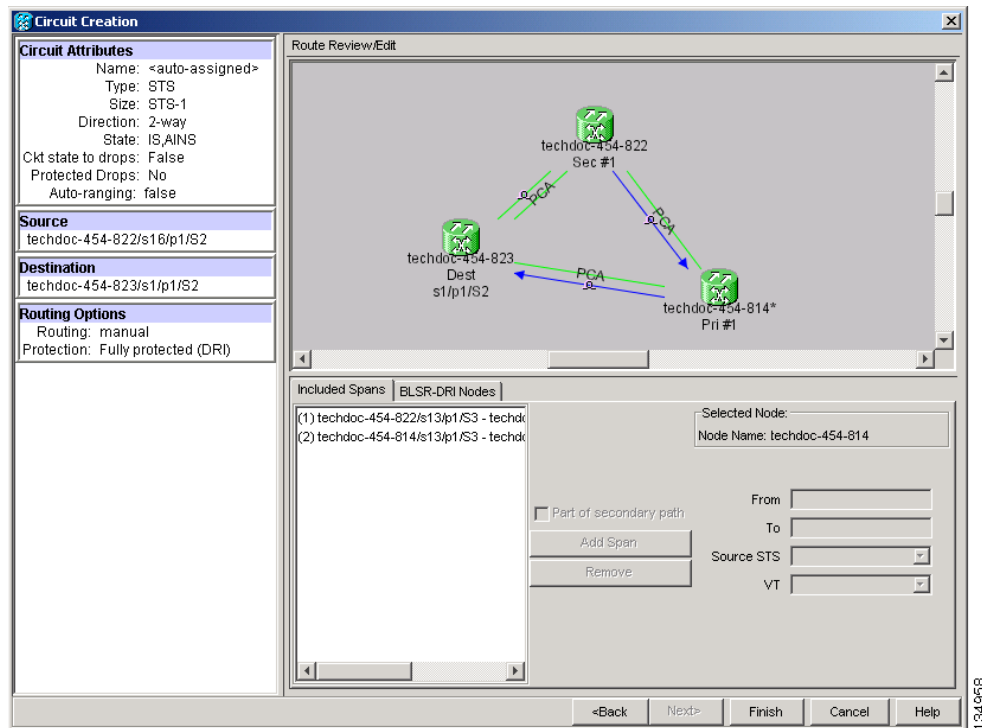 Circuit Creation
Circuit Attributes
Name: <auto-assigned>
Type: STS
Size: STS-1
Direction: 2-way
State: IS,AINS
Ckt state to drops: False
Protected Drops: No
Auto-ranging: false
Source
techdoc-454-822/s16/p1/S2
Destination
techdoc-454-823/s1/p1/S2
Routing Options
Routing: manual
Protection: Fully protected (DRI)
Route Review/Edit
techdoc-454-822
Sec #1
PCA
PCA
techdoc-454-823
Dest
s1/p1/S2
PCA
techdoc-454-814*
Pri #1
Included Spans
BLSR-DRI Nodes
(1) techdoc-454-822/s13/p1/S3 - techdo
(2) techdoc-454-814/s13/p1/S3 - techdo
Part of secondary path
Add Span
Remove
Selected Node:
Node Name: techdoc-454-814
From
To
Source STS
VT
<Back
Next>
Finish
Cancel
Help
134958